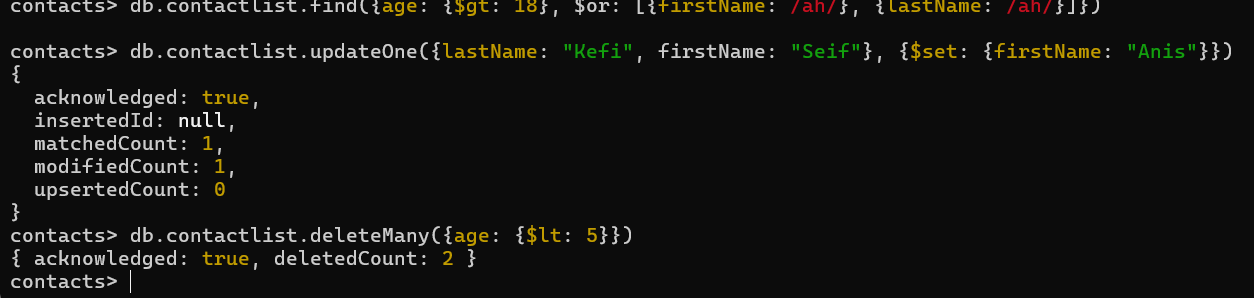 contacts> db.contactlist.find({age: {$gt: 18}, $or: [{firstName: /ah/}, {lastName: /ah/}]})
contacts> db.contactlist.updateOne({lastName: "Kefi", firstName: "Seif"}, {$set: {firstName: "Anis"}})
{
  acknowledged: true,
  insertedId: null,
  matchedCount: 1,
  modifiedCount: 1,
  upsertedCount: 0
}
contacts> db.contactlist.deleteMany({age: {$lt: 5}})
{ acknowledged: true, deletedCount: 2 }
contacts>